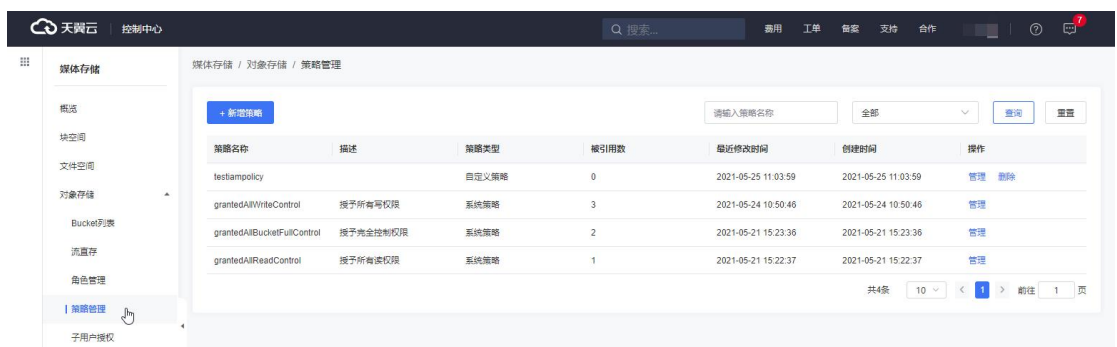 天翼云 控制中心 搜索... 费用 工单 备案 支持 合作 7
媒体存储
媒体存储 / 对象存储 / 策略管理
概览
块空间
文件空间
对象存储
Bucket列表
流直存
角色管理
策略管理
子用户授权
+ 新增策略 请输入策略名称 全部 查询 重置
策略名称 描述 策略类型 被引用数 最近修改时间 创建时间 操作
testiampolicy 自定义策略 0 2021-05-25 11:03:59 2021-05-25 11:03:59 管理 删除
grantedAllWriteControl 授予所有写权限 系统策略 3 2021-05-24 10:50:46 2021-05-24 10:50:46 管理
grantedAllBucketFullControl 授予完全控制权限 系统策略 2 2021-05-21 15:23:36 2021-05-21 15:23:36 管理
grantedAllReadControl 授予所有读权限 系统策略 1 2021-05-21 15:22:37 2021-05-21 15:22:37 管理
共4条 10 < 1 > 前往 1 页